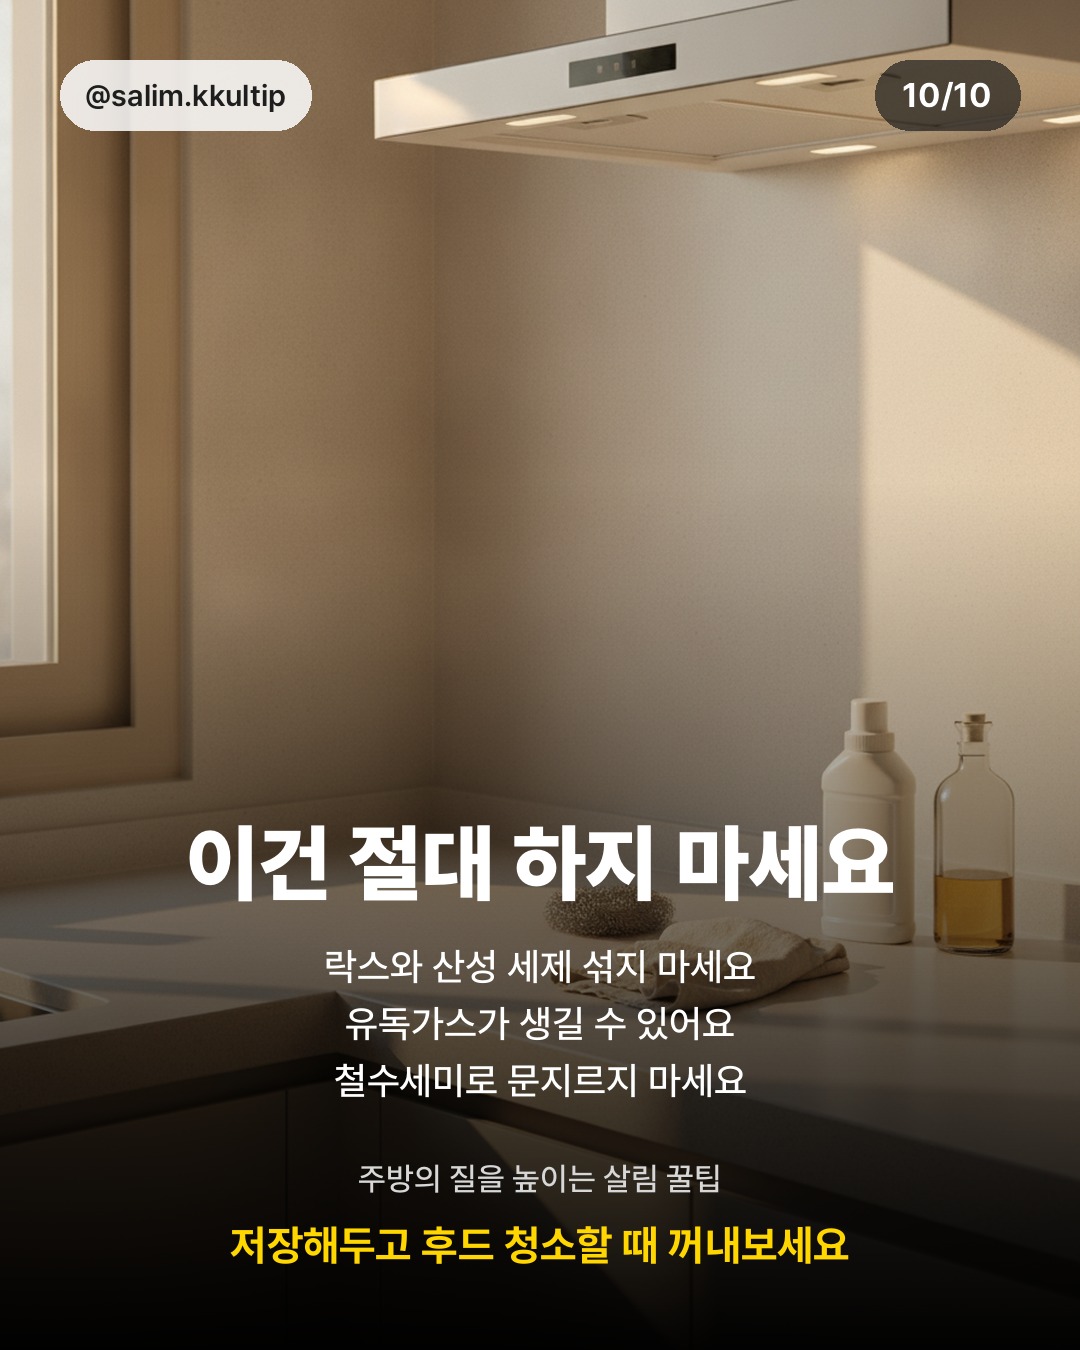 @salim.kkultip
10/10
이건 절대 하지 마세요
락스와 산성 세제 섞지 마세요
유독가스가 생길 수 있어요
철수세미로 문지르지 마세요
주방의 질을 높이는 살림 꿀팁
저장해두고 후드 청소할 때 꺼내보세요